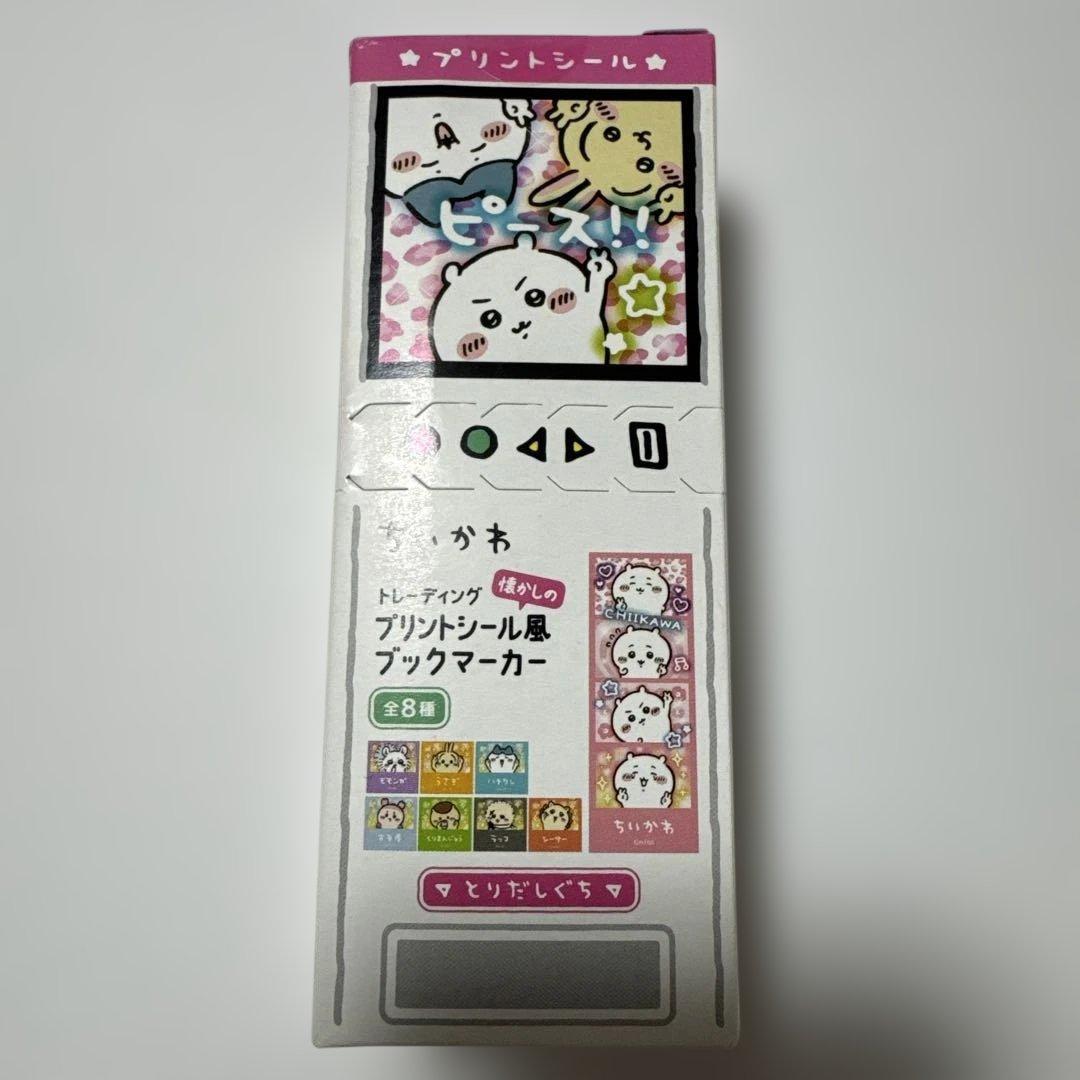 ★プリントシール★
ピース!!
ちいかわ
トレーディング
懐かしの
プリントシール風
ブックマーカー
全8種
CHIIKAWA
モモンガ
うさぎ
ハチワレ
古本屋
くりまんじゅう
ラッコ
シーサー
ちいかわ
▽とりだしぐち▽